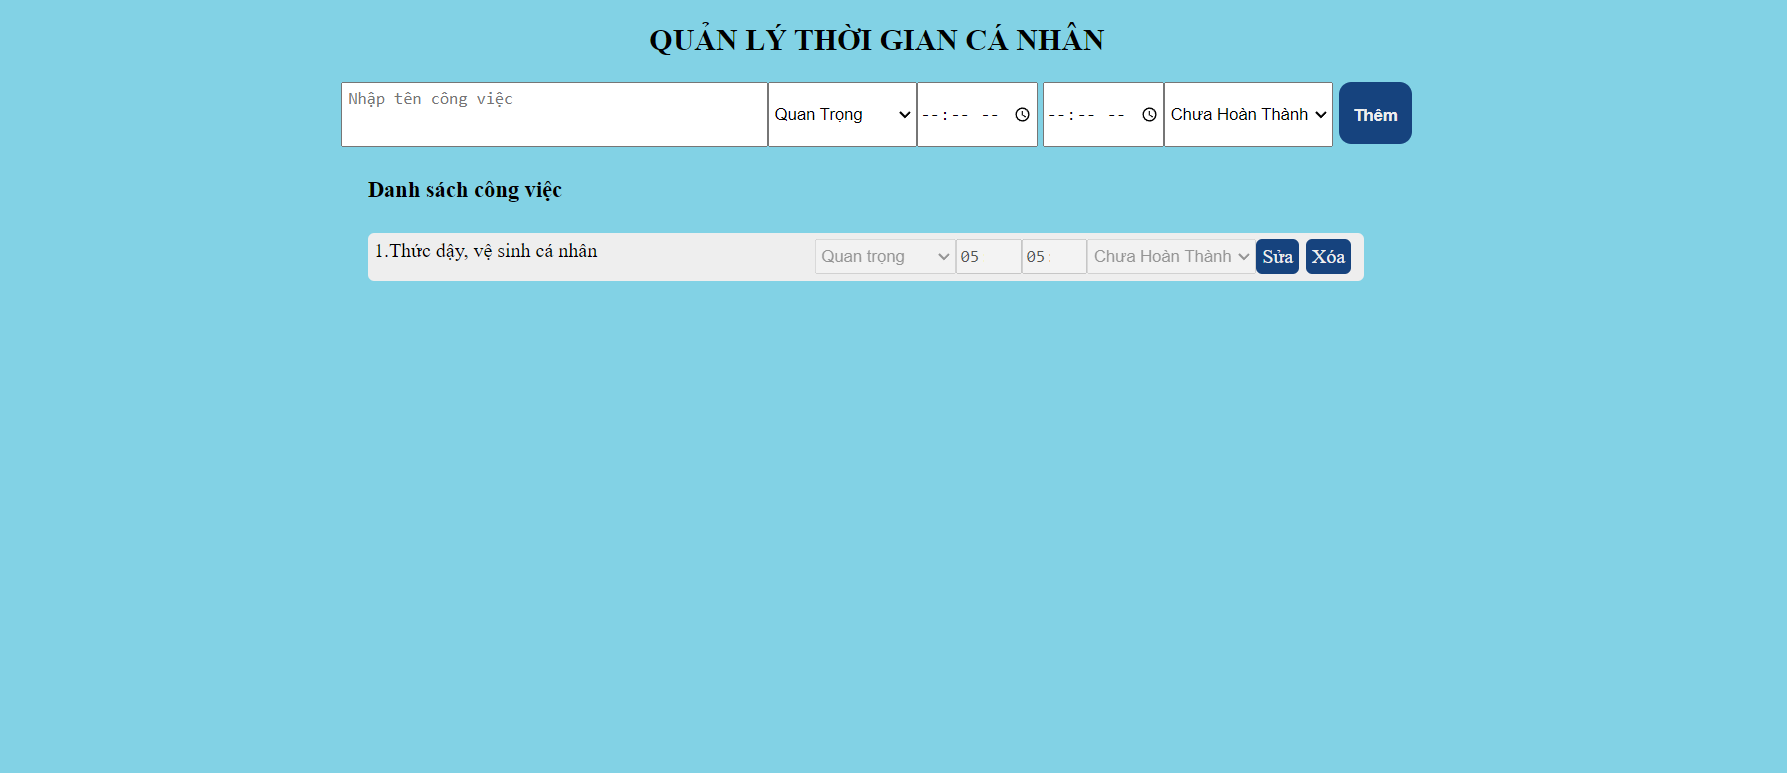 QUẢN LÝ THỜI GIAN CÁ NHÂN
Nhập tên công việc Quan Trọng --:-- -- --:-- -- Chưa Hoàn Thành Thêm
Danh sách công việc
1.Thức dậy, vệ sinh cá nhân Quan trọng 05 05 Chưa Hoàn Thành Sửa Xóa